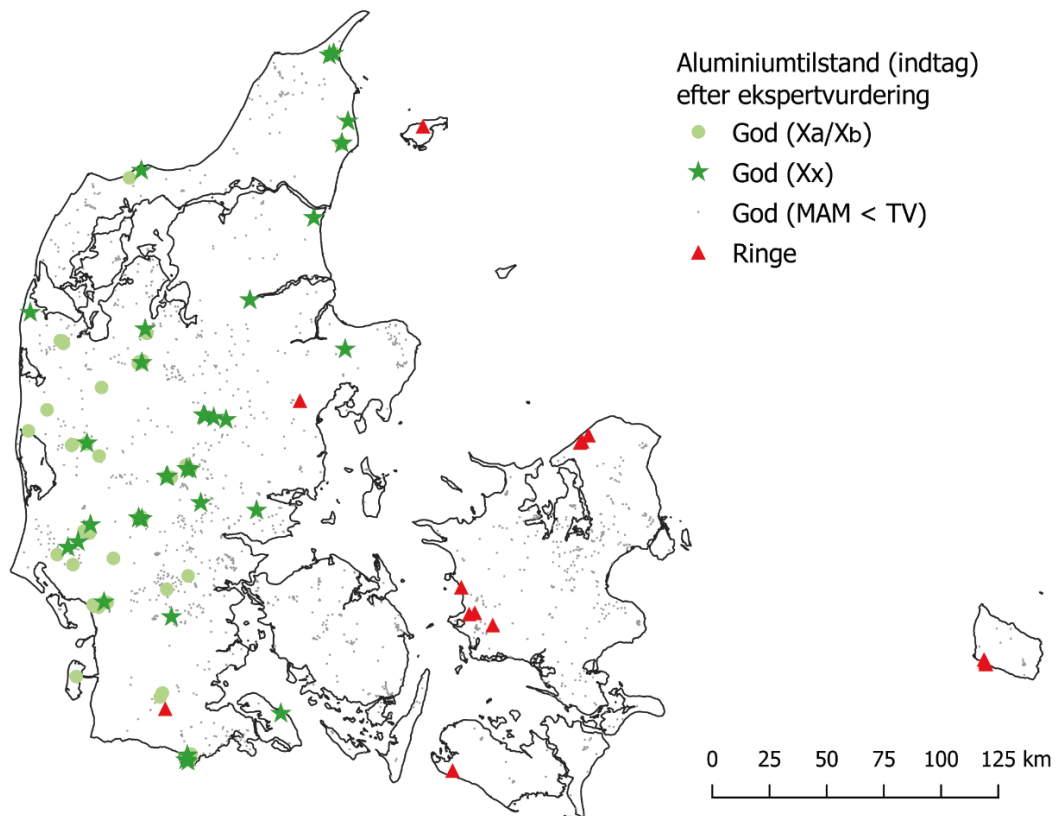 Aluminiumtilstand (indtag)
efter ekspertvurdering
God (Xa/Xb)
God (Xx)
God (MAM < TV)
Ringe
0 25 50 75 100 125 km